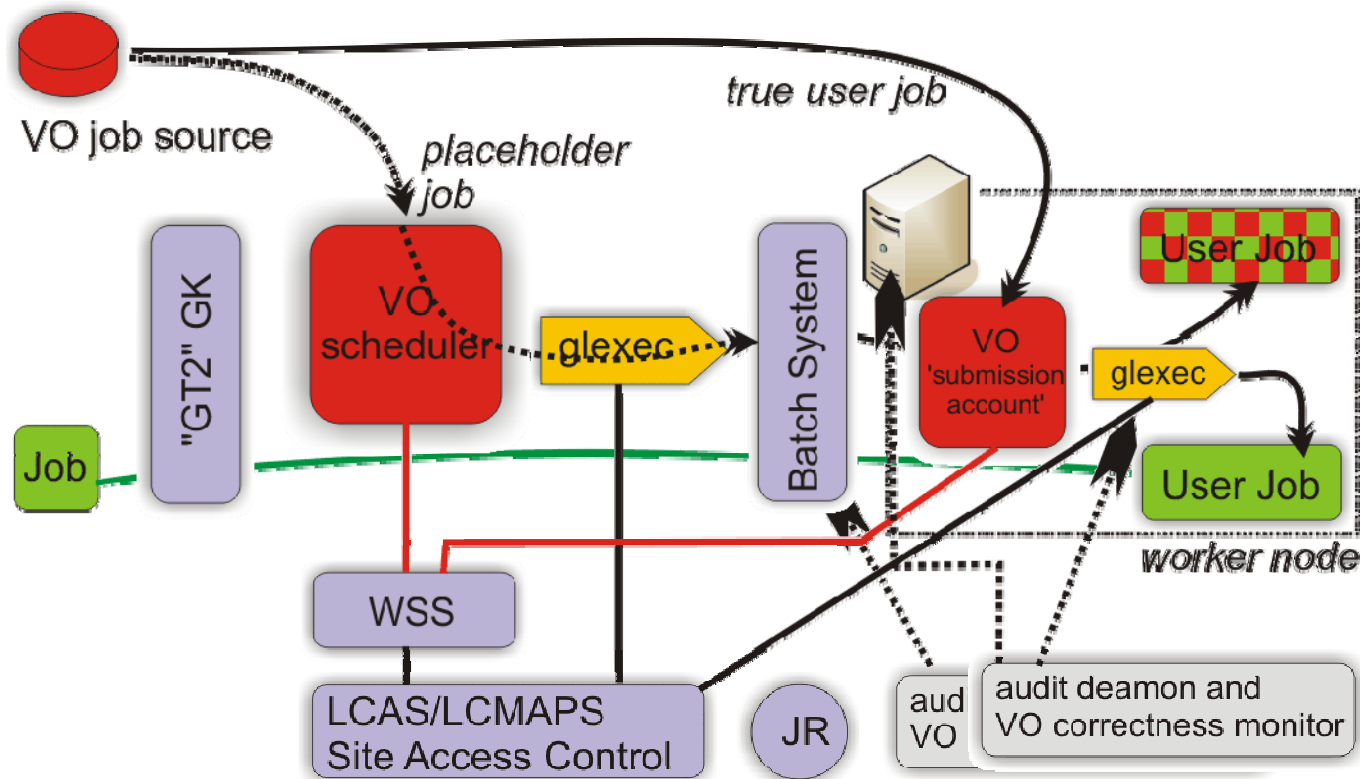 true user job
VO job source
placeholder
job
User Job
"GT2" GK
VO
scheduler
glexec
Batch System
VO
'submission
account'
glexec
Job
User Job
worker node
WSS
LCAS/LCMAPS
Site Access Control
JR
aud
VO
audit deamon and
VO correctness monitor